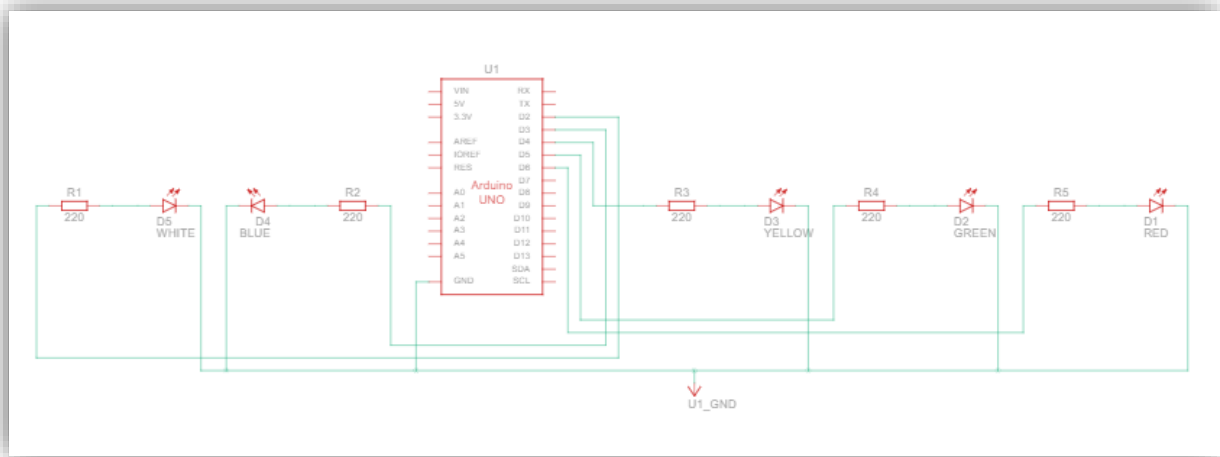 U1
VIN
5V
3.3V
AREF
IOREF
RES
A0
A1
A2
A3
A4
A5
GND
RX
TX
D2
D3
D4
D5
D6
D7
D8
D9
D10
D11
D12
D13
SDA
SCL
Arduino
UNO
R1
220
D5
WHITE
D4
BLUE
R2
220
R3
220
D3
YELLOW
R4
220
D2
GREEN
R5
220
D1
RED
U1_GND